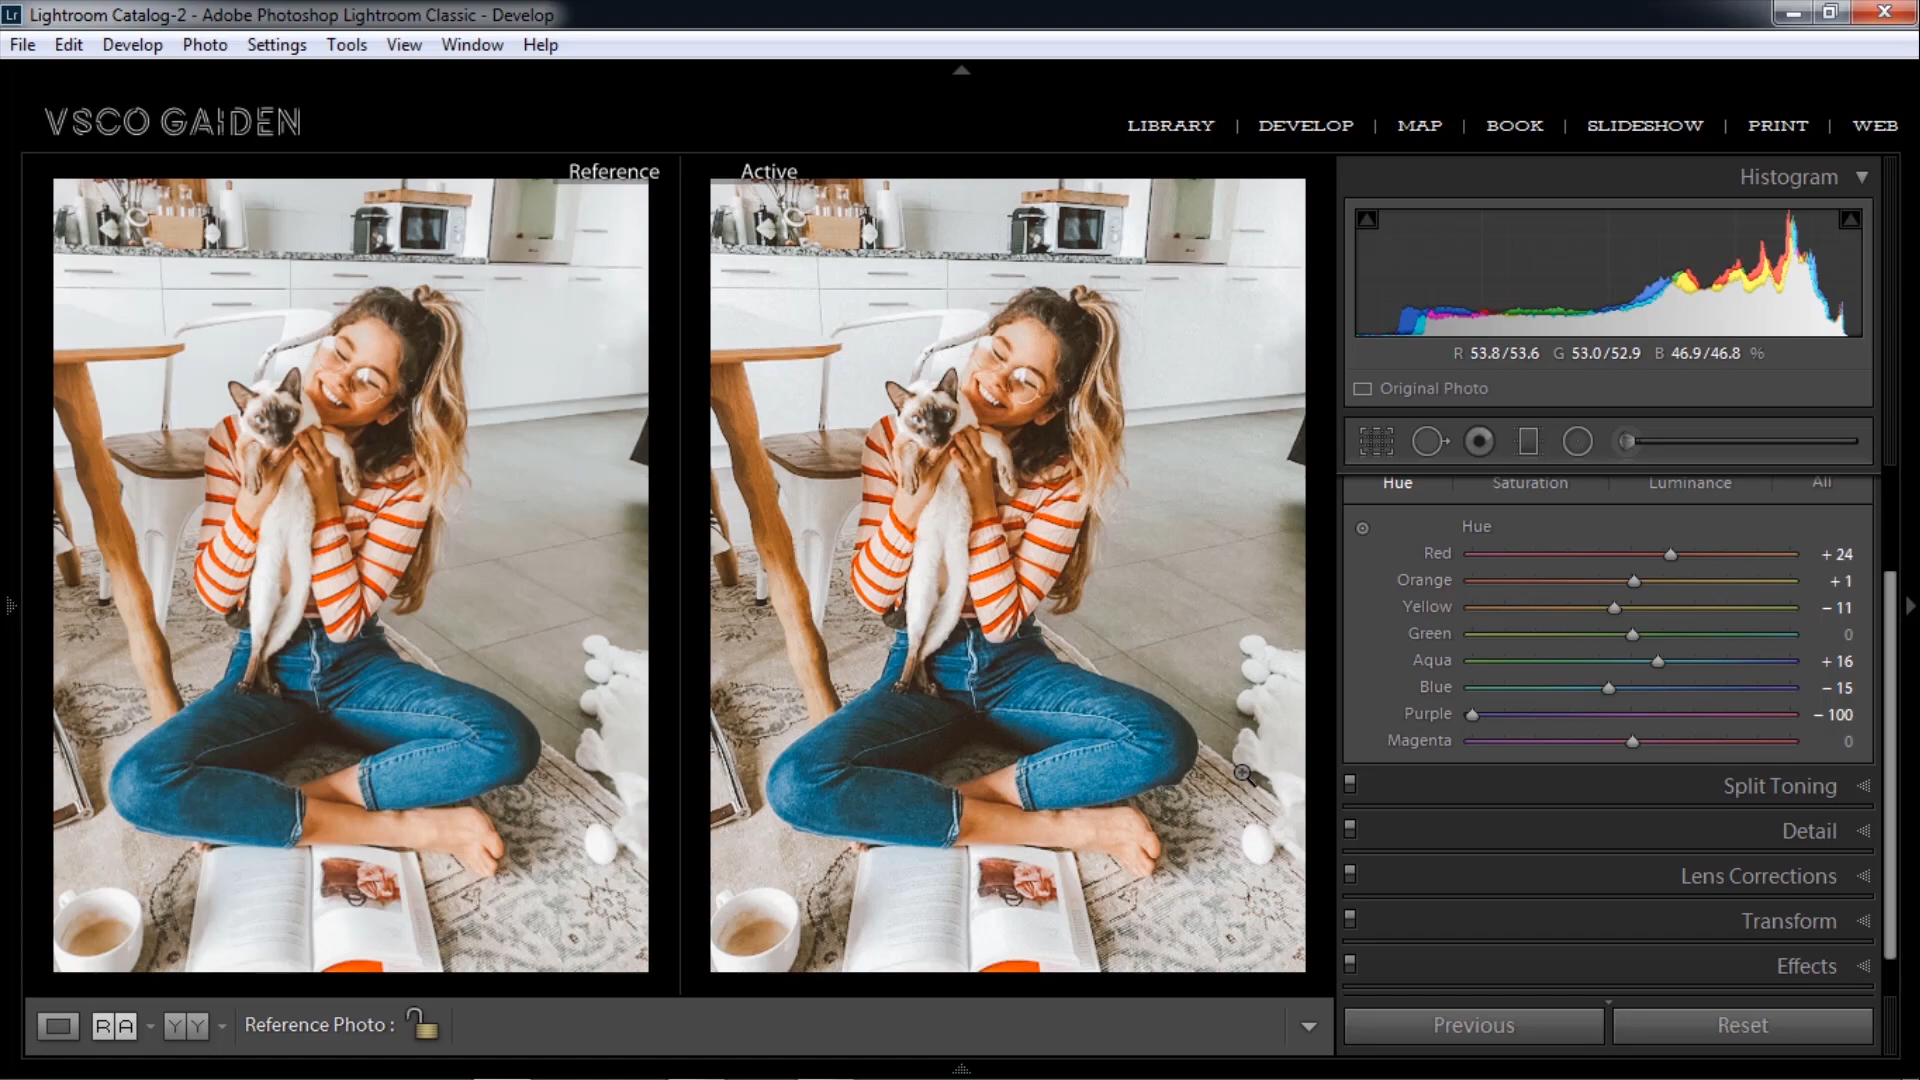 Lightroom Catalog-2 - Adobe Photoshop Lightroom Classic - Develop
File Edit Develop Photo Settings Tools View Window Help
VSCO GAIDEN
LIBRARY | DEVELOP | MAP | BOOK | SLIDESHOW | PRINT | WEB
Reference Active
Histogram
R 53.8/53.6 G 53.0/52.9 B 46.9/46.8 %
Original Photo
Hue Saturation Luminance All
Hue
Red + 24
Orange + 1
Yellow – 11
Green 0
Aqua + 16
Blue – 15
Purple – 100
Magenta 0
Split Toning
Detail
Lens Corrections
Transform
Effects
R A Y Y Reference Photo :
Previous Reset